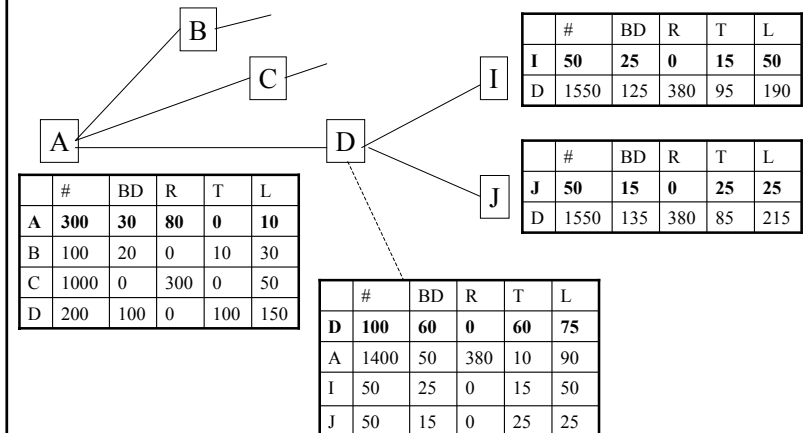 B
C
A
D
I
J
# BD R T L
I 50 25 0 15 50
D 1550 125 380 95 190
# BD R T L
J 50 15 0 25 25
D 1550 135 380 85 215
# BD R T L
A 300 30 80 0 10
B 100 20 0 10 30
C 1000 0 300 0 50
D 200 100 0 100 150
# BD R T L
D 100 60 0 60 75
A 1400 50 380 10 90
I 50 25 0 15 50
J 50 15 0 25 25